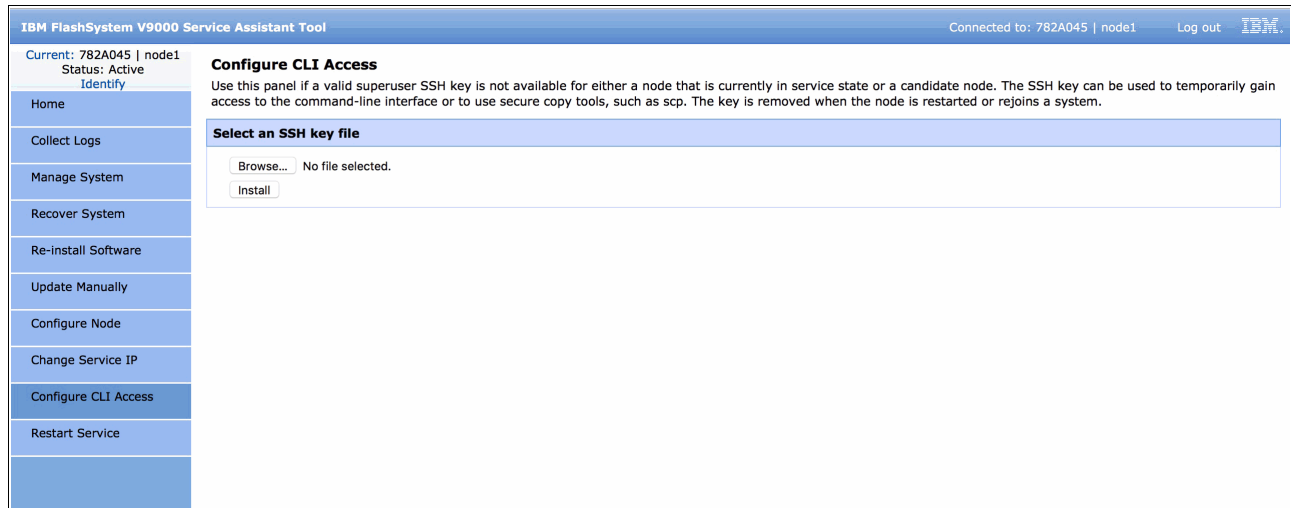 IBM FlashSystem V9000 Service Assistant Tool
Connected to: 782A045 | node1
Log out
IBM.
Current: 782A045 | node1
Status: Active
Identify
Home
Collect Logs
Manage System
Recover System
Re-install Software
Update Manually
Configure Node
Change Service IP
Configure CLI Access
Restart Service
Configure CLI Access
Use this panel if a valid superuser SSH key is not available for either a node that is currently in service state or a candidate node. The SSH key can be used to temporarily gain
access to the command-line interface or to use secure copy tools, such as scp. The key is removed when the node is restarted or rejoins a system.
Select an SSH key file
Browse... No file selected.
Install